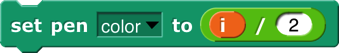 set pen color to i / 2